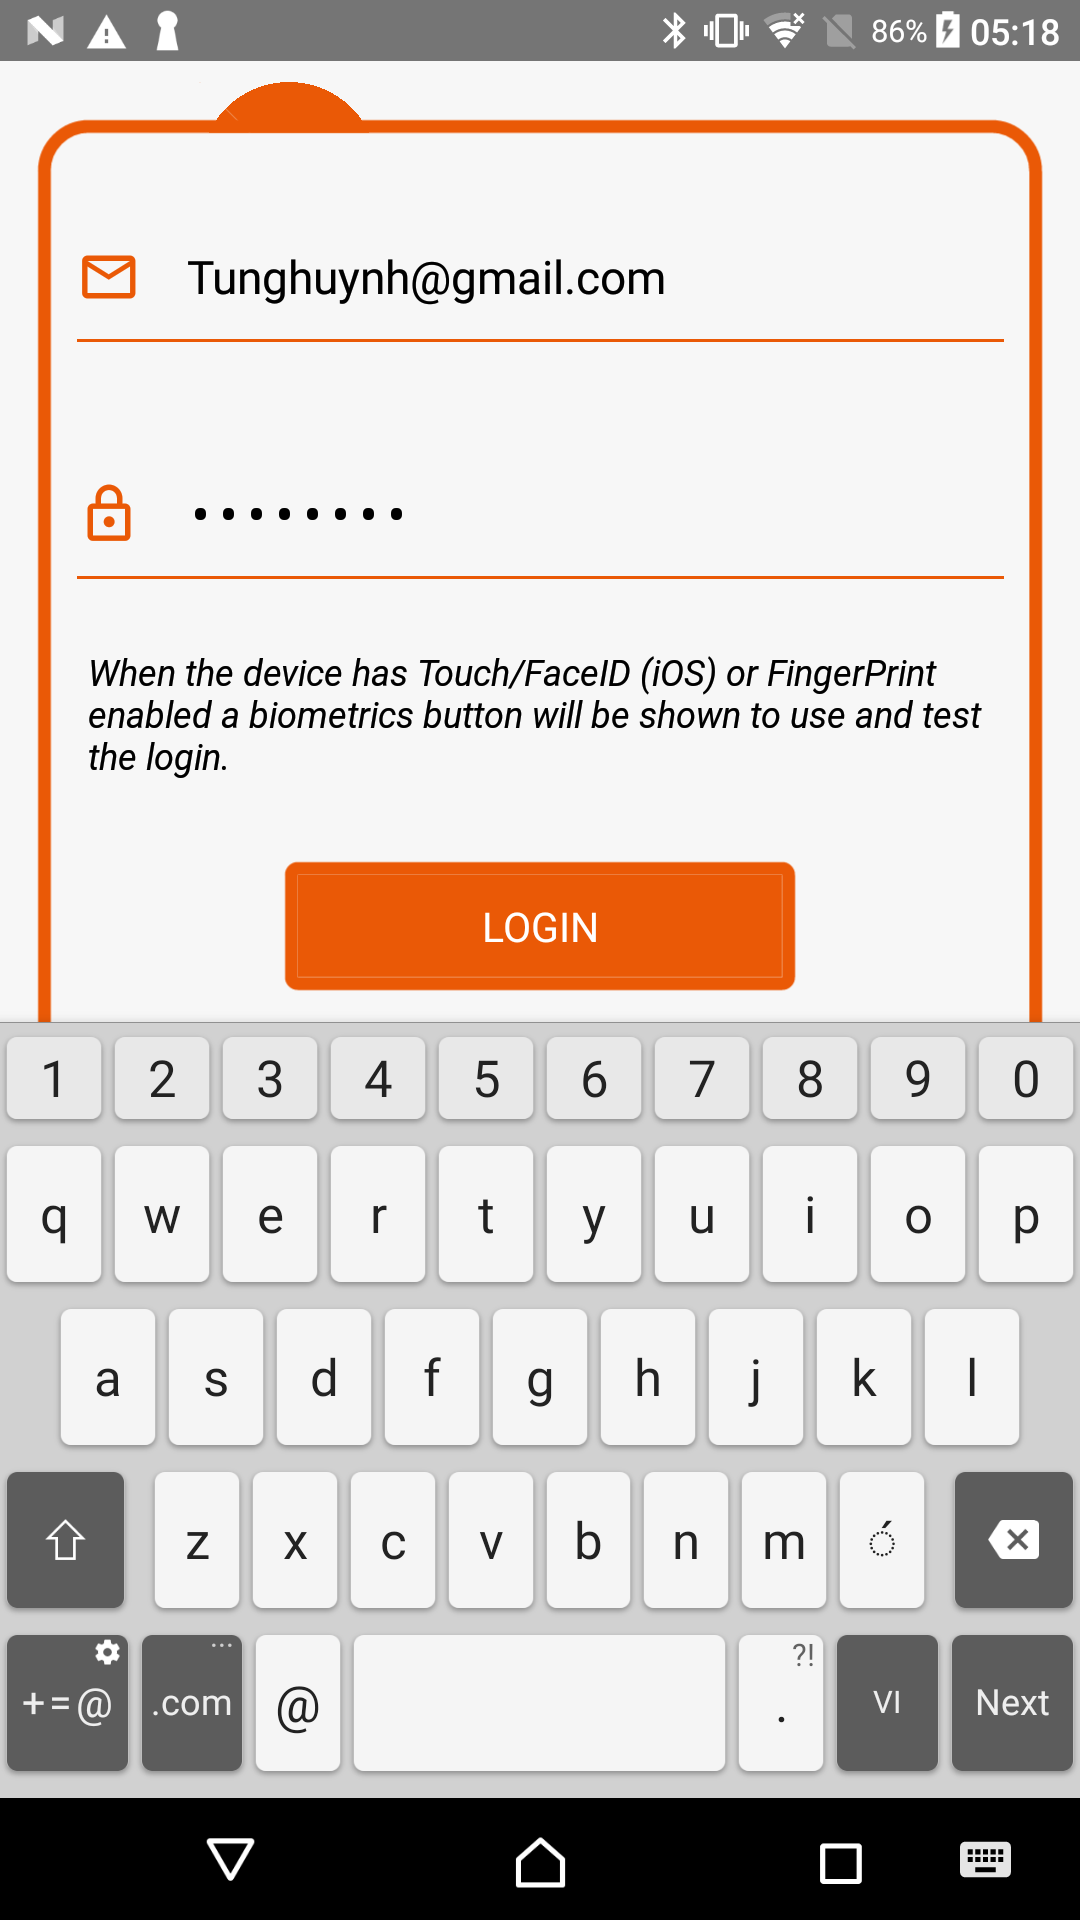 86% 05:18
Tunghuynh@gmail.com
••••••••
When the device has Touch/FaceID (iOS) or FingerPrint
enabled a biometrics button will be shown to use and test
the login.
LOGIN
1 2 3 4 5 6 7 8 9 0
q w e r t y u i o p
a s d f g h j k l
z x c v b n m ◌́
+=@ ... .com @ ?! . VI Next